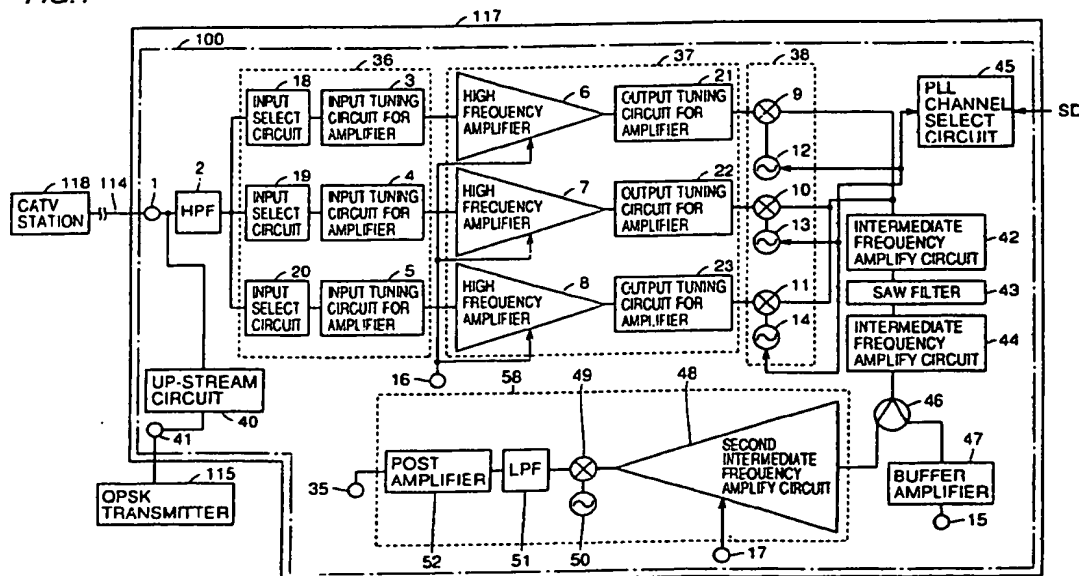 117
100
36
37
38
45
18
3
6
21
9
INPUT
SELECT
CIRCUIT
INPUT TUNING
CIRCUIT FOR
AMPLIFIER
HIGH
FREQUENCY
AMPLIFIER
OUTPUT TUNING
CIRCUIT FOR
AMPLIFIER
PLL
CHANNEL
SELECT
CIRCUIT
SD
12
118
114
1
2
19
4
7
22
10
CATV
STATION
HPF
INPUT
SELECT
CIRCUIT
INPUT TUNING
CIRCUIT FOR
AMPLIFIER
HIGH
FREQUENCY
AMPLIFIER
OUTPUT TUNING
CIRCUIT FOR
AMPLIFIER
13
INTERMEDIATE
FREQUENCY
AMPLIFY CIRCUIT
42
20
5
8
23
11
INPUT
SELECT
CIRCUIT
INPUT TUNING
CIRCUIT FOR
AMPLIFIER
HIGH
FREQUENCY
AMPLIFIER
OUTPUT TUNING
CIRCUIT FOR
AMPLIFIER
14
SAW FILTER
43
INTERMEDIATE
FREQUENCY
AMPLIFY CIRCUIT
44
16
58
49
48
46
UP-STREAM
CIRCUIT
40
41
47
115
OPSK
TRANSMITTER
35
POST
AMPLIFIER
LPF
SECOND
INTERMEDIATE
FREQUENCY
AMPLIFY CIRCUIT
BUFFER
AMPLIFIER
15
52
51
50
17